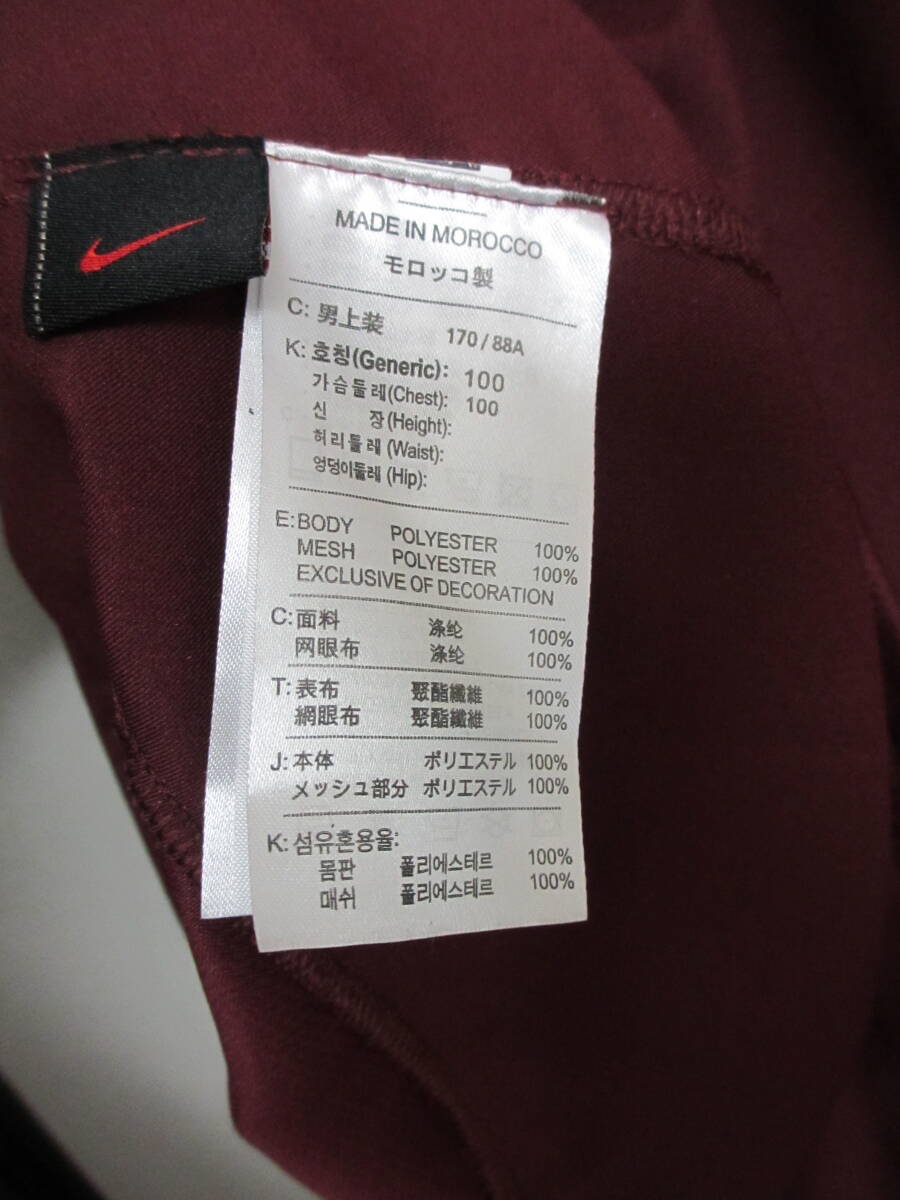 MADE IN MOROCCO
モロッコ製
C: 男上装 170/88A
K: 호칭(Generic): 100
가슴둘레(Chest): 100
신 장(Height):
허리둘레 (Waist):
엉덩이둘레 (Hip):
E: BODY POLYESTER 100%
MESH POLYESTER 100%
EXCLUSIVE OF DECORATION
C: 面料 涤纶 100%
网眼布 涤纶 100%
T: 表布 聚酯纖維 100%
網眼布 聚酯纖維 100%
J: 本体 ポリエステル 100%
メッシュ部分 ポリエステル 100%
K: 섬유혼용율:
몸판 폴리에스테르 100%
매쉬 폴리에스테르 100%